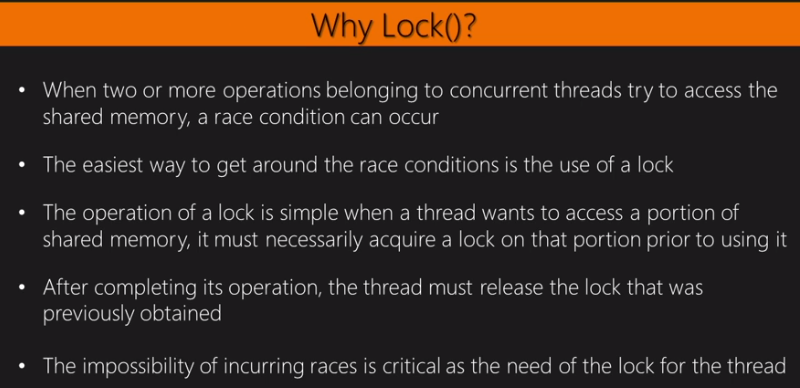 Why Lock()?
• When two or more operations belonging to concurrent threads try to access the
shared memory, a race condition can occur
• The easiest way to get around the race conditions is the use of a lock
• The operation of a lock is simple when a thread wants to access a portion of
shared memory, it must necessarily acquire a lock on that portion prior to using it
• After completing its operation, the thread must release the lock that was
previously obtained
• The impossibility of incurring races is critical as the need of the lock for the thread